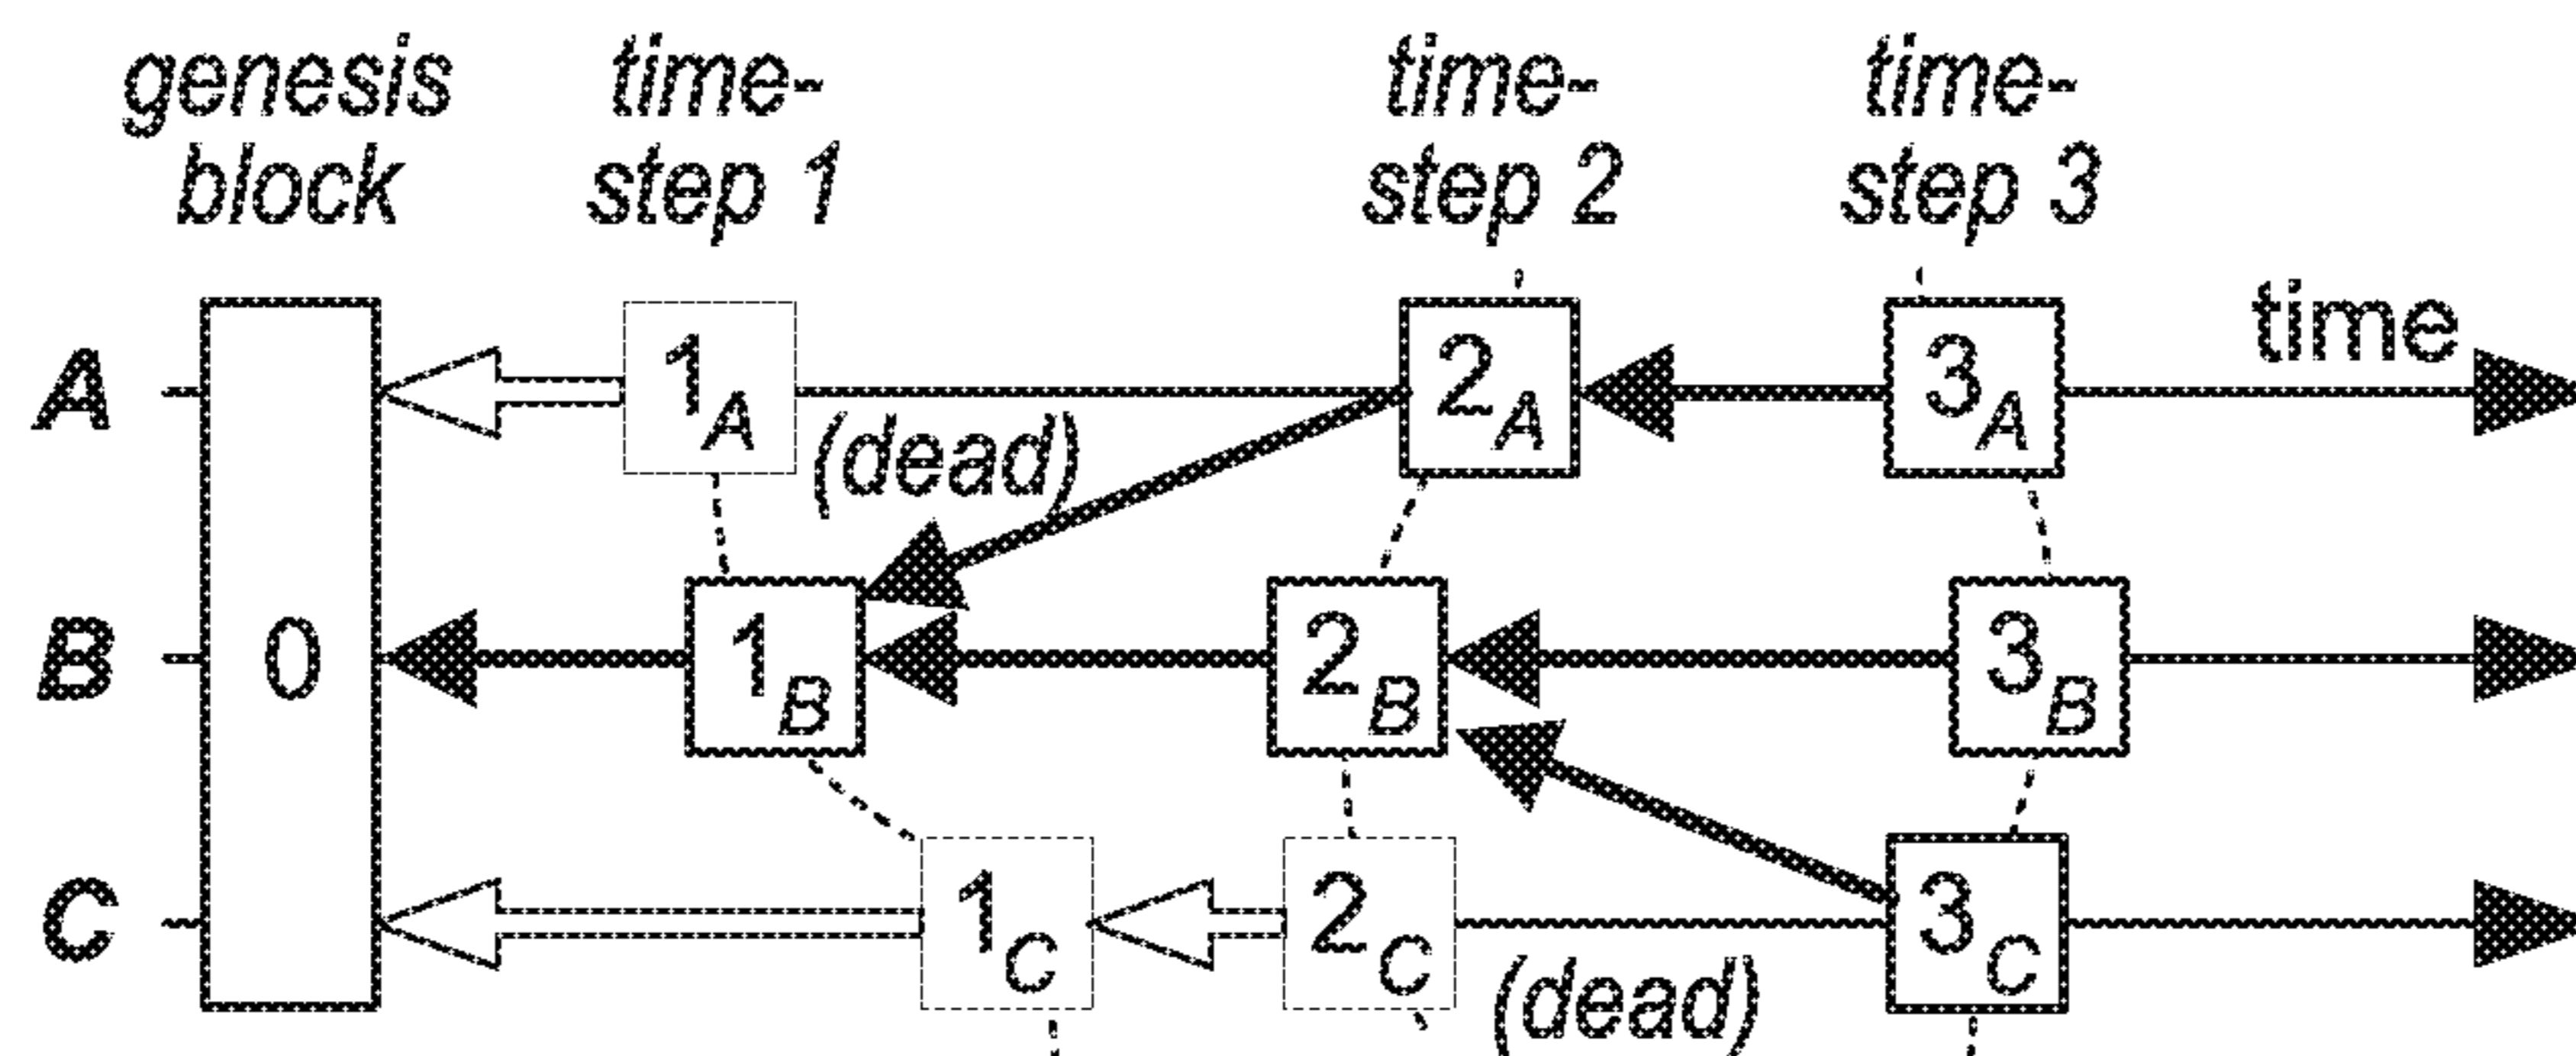 genesis block
time-step 1
time-step 2
time-step 3
time
A
1A
2A
3A
(dead)
B
0
1B
2B
3B
C
1C
2C
3C
(dead)